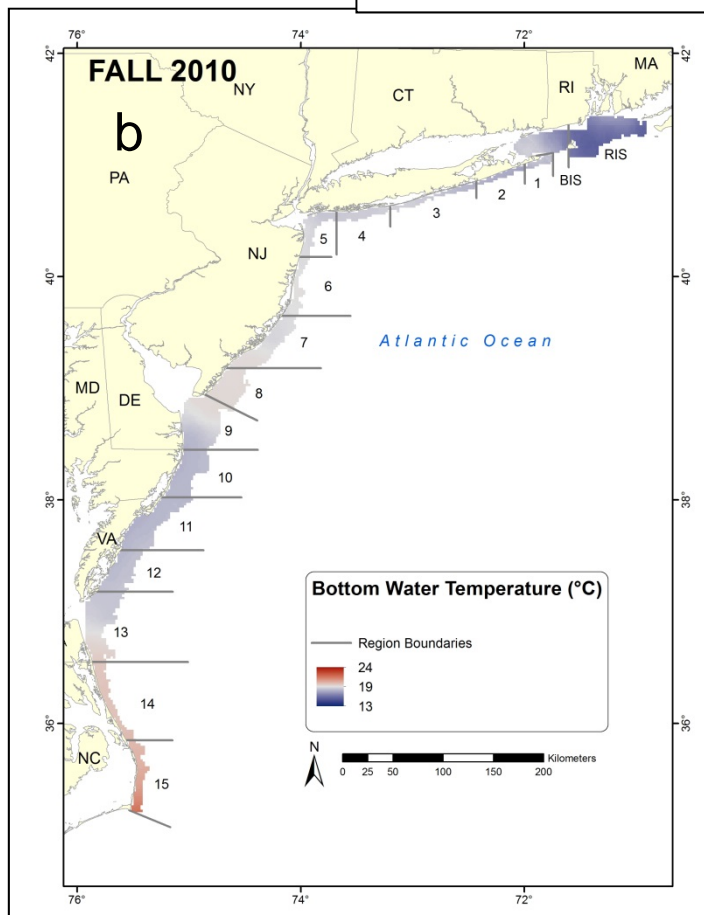 76° 74° 72°
42° 42°
FALL 2010
b
NY
CT
RI
MA
PA
RIS
BIS
1
2
3
4
5
NJ
40° 40°
6
7
Atlantic Ocean
MD
DE
8
9
10
38° 38°
11
VA
12
13
14
36° 36°
NC
15
Bottom Water Temperature (°C)
Region Boundaries
24
19
13
N
Kilometers
0 25 50 100 150 200
76° 74° 72°